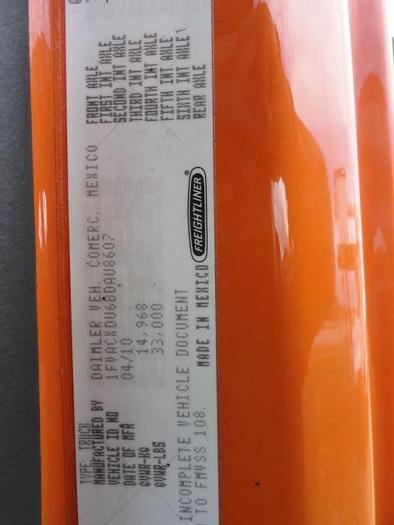 TYPE: TRUCK
MANUFACTURED BY DAIMLER VEH. COMERC. MEXICO
VEHICLE ID NO 1FVACXDU6BDAU8607
DATE OF MFR 04/10
GVWR-KG 14,968
GVWR-LBS 33,000
FRONT AXLE
FIRST INT AXLE
SECOND INT AXLE
THIRD INT AXLE
FOURTH INT AXLE
FIFTH INT AXLE
SIXTH INT AXLE
REAR AXLE
INCOMPLETE VEHICLE DOCUMENT
TO FMVSS 108.
MADE IN MEXICO
FREIGHTLINER®